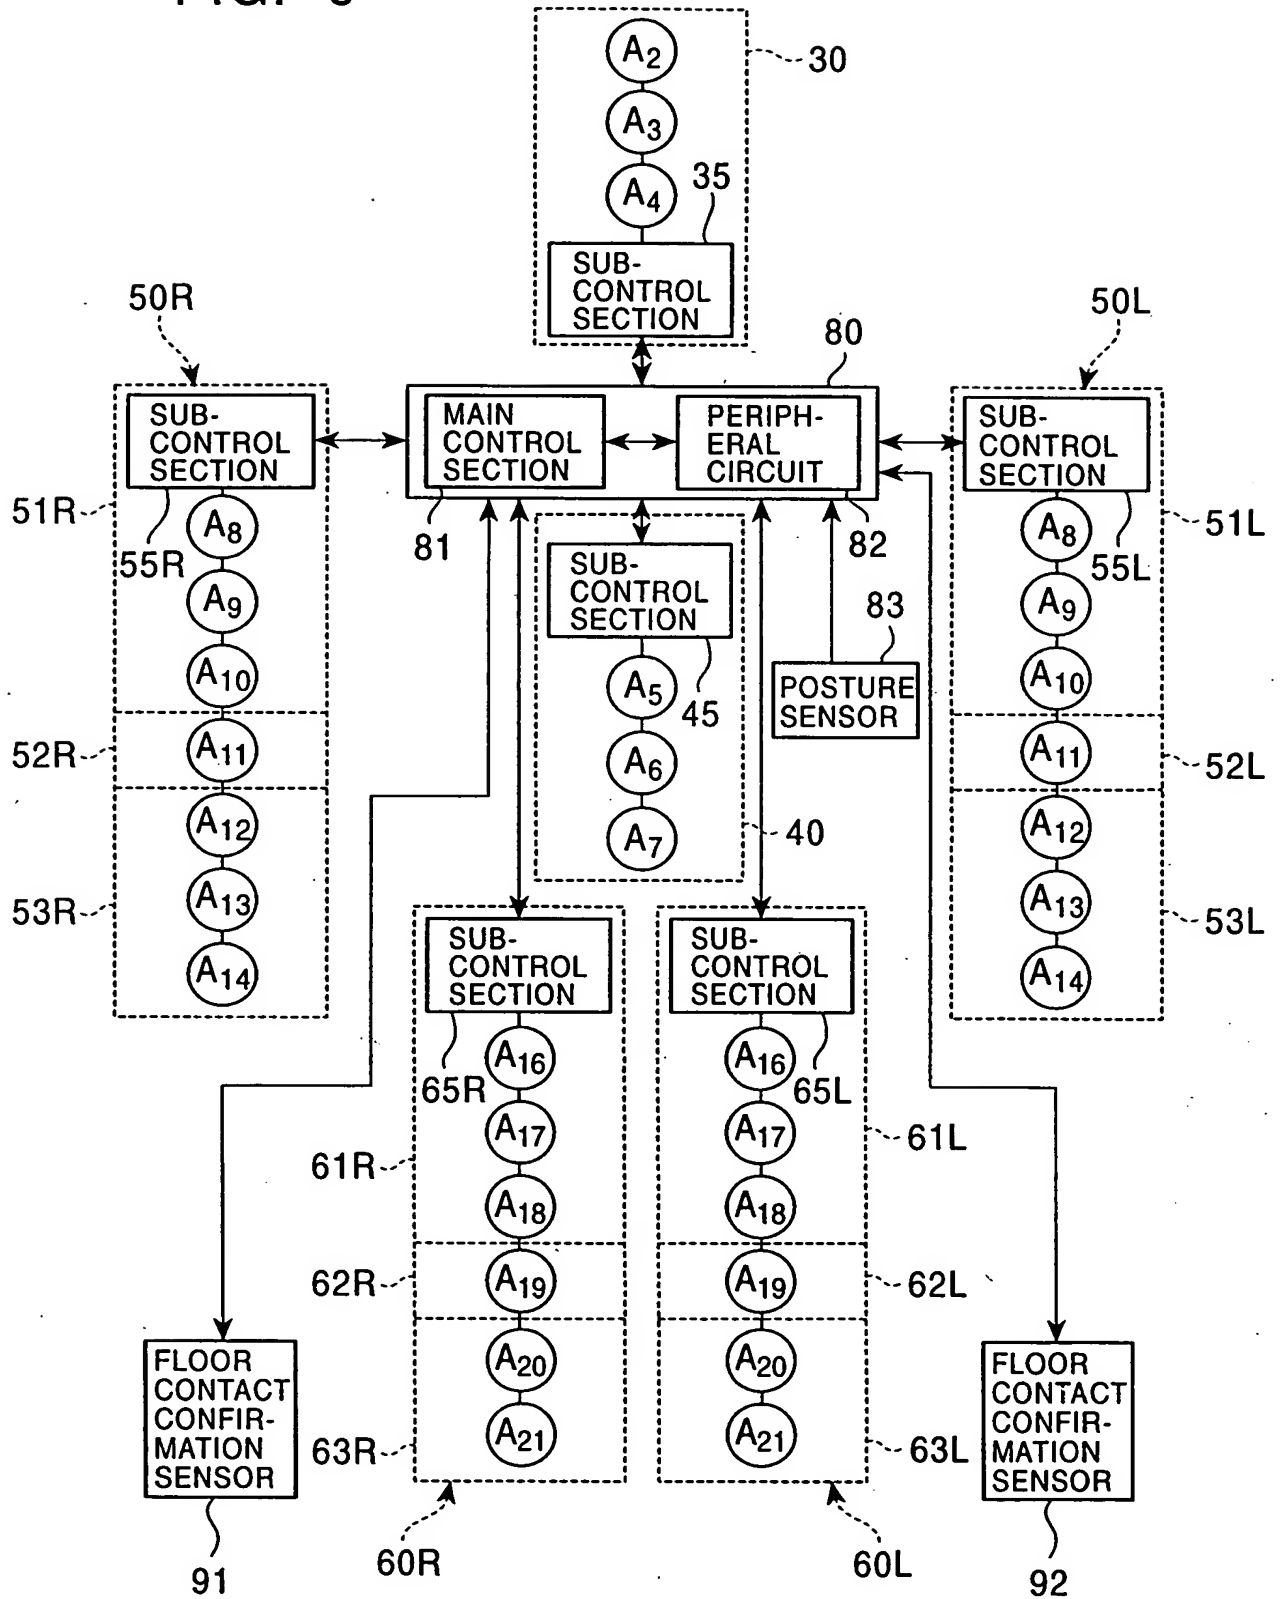 A2
30
A3
A4
35
SUB-
CONTROL
SECTION
50R
80
50L
SUB-
CONTROL
SECTION
MAIN
CONTROL
SECTION
PERIPH-
ERAL
CIRCUIT
SUB-
CONTROL
SECTION
51R
A8
55R
81
82
A8
51L
55L
SUB-
CONTROL
SECTION
A9
A9
83
A10
A5
45
POSTURE
SENSOR
A10
52R
A11
A6
A11
52L
A12
A7
40
A12
53R
A13
A13
53L
A14
A14
SUB-
CONTROL
SECTION
SUB-
CONTROL
SECTION
65R
A16
A16
65L
61R
A17
A17
61L
A18
A18
62R
A19
A19
62L
FLOOR
CONTACT
CONFIR-
MATION
SENSOR
A20
A20
FLOOR
CONTACT
CONFIR-
MATION
SENSOR
63R
A21
A21
63L
91
60R
60L
92